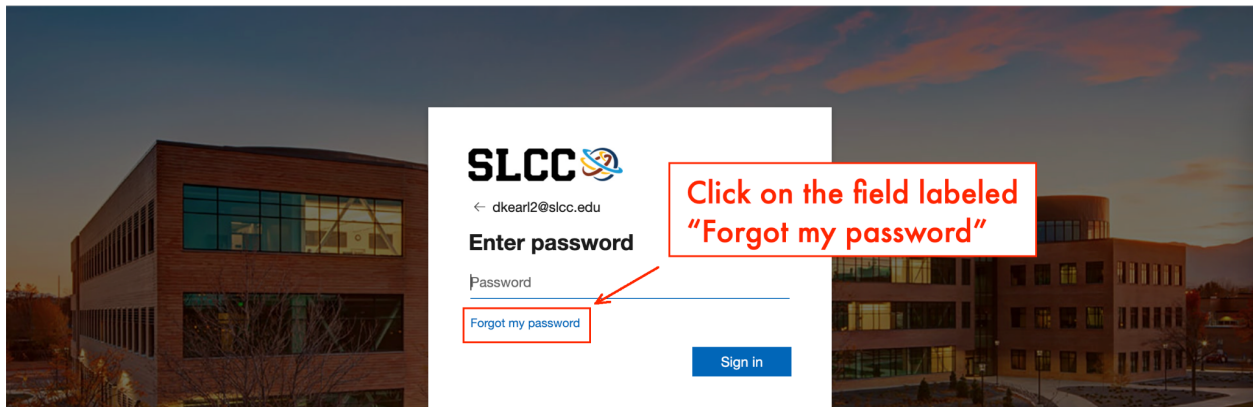 SLCC
← dkearl2@slcc.edu
Enter password
Password
Forgot my password
Sign in
Click on the field labeled
“Forgot my password”